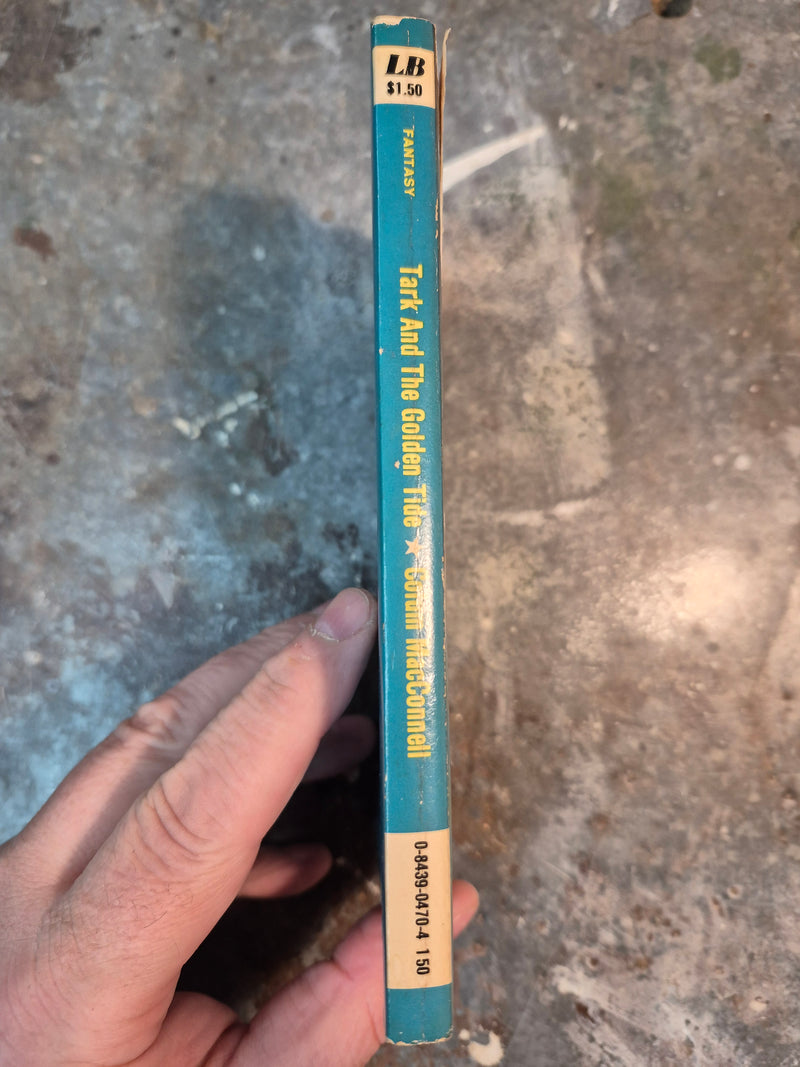 LB
$1.50
FANTASY
Tark And The Golden Tide ★ Colum MacConnell
0-8439-0470-4 150